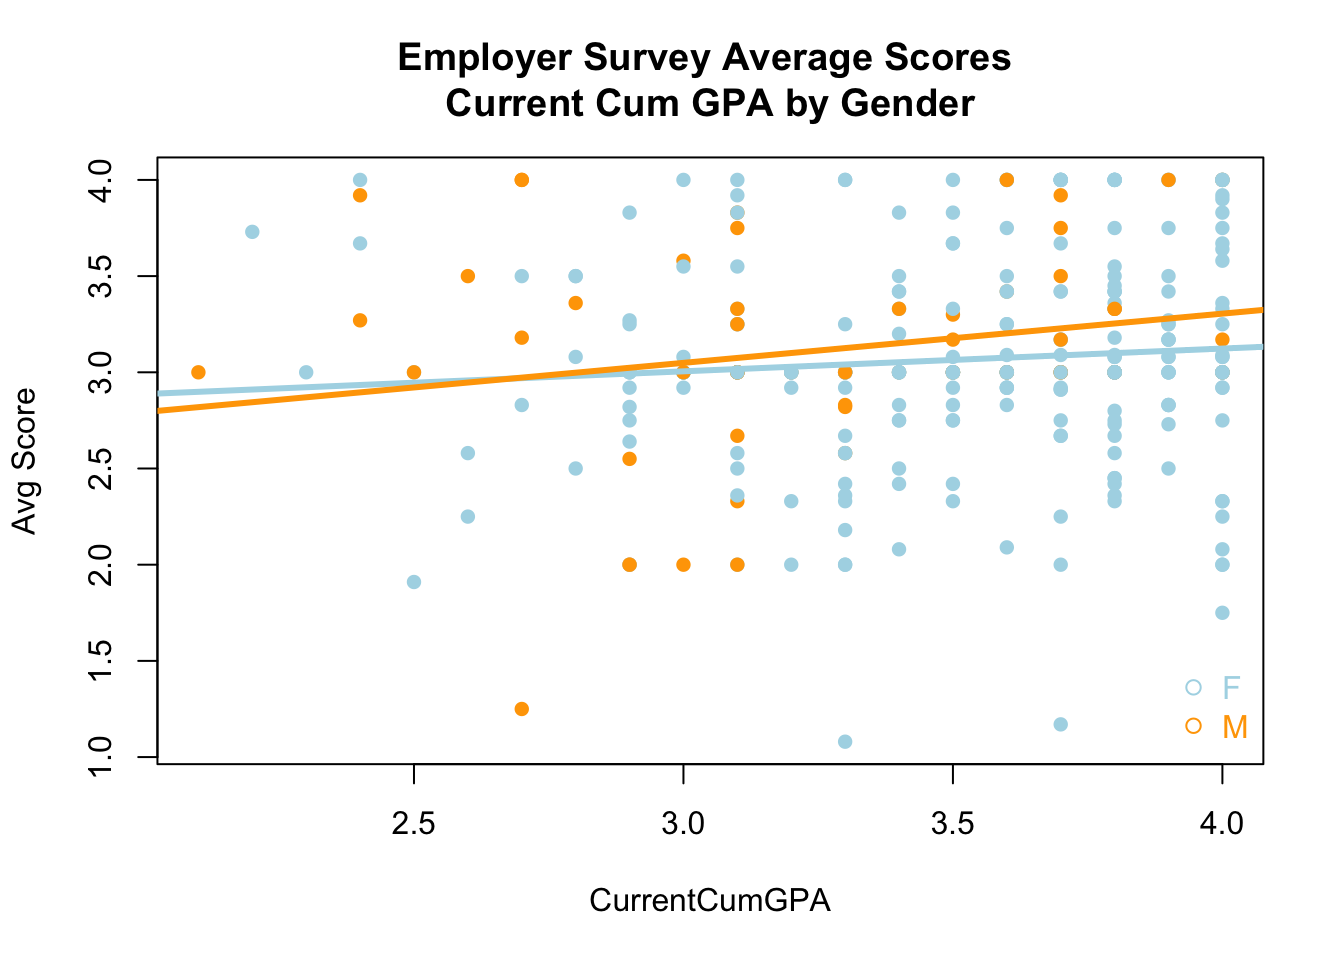 Employer Survey Average Scores
Current Cum GPA by Gender
4.0
3.5
3.0
2.5
2.0
1.5
1.0
Avg Score
F
M
2.5 3.0 3.5 4.0
CurrentCumGPA